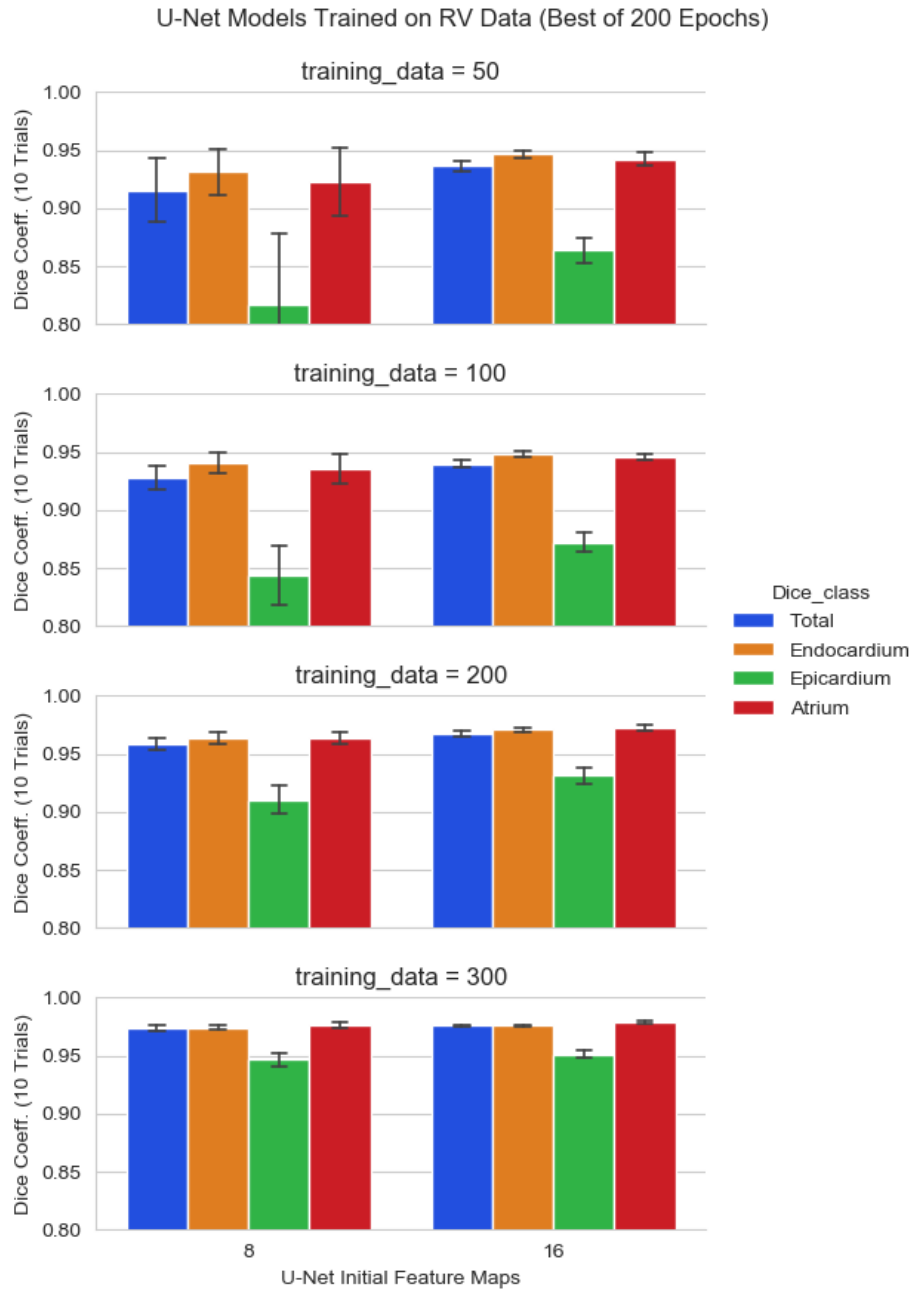 U-Net Models Trained on RV Data (Best of 200 Epochs)
training_data = 50
1.00
0.95
0.90
0.85
0.80
Dice Coeff. (10 Trials)
training_data = 100
1.00
0.95
0.90
0.85
0.80
Dice Coeff. (10 Trials)
Dice_class
Total
Endocardium
Epicardium
Atrium
training_data = 200
1.00
0.95
0.90
0.85
0.80
Dice Coeff. (10 Trials)
training_data = 300
1.00
0.95
0.90
0.85
0.80
Dice Coeff. (10 Trials)
8 16
U-Net Initial Feature Maps